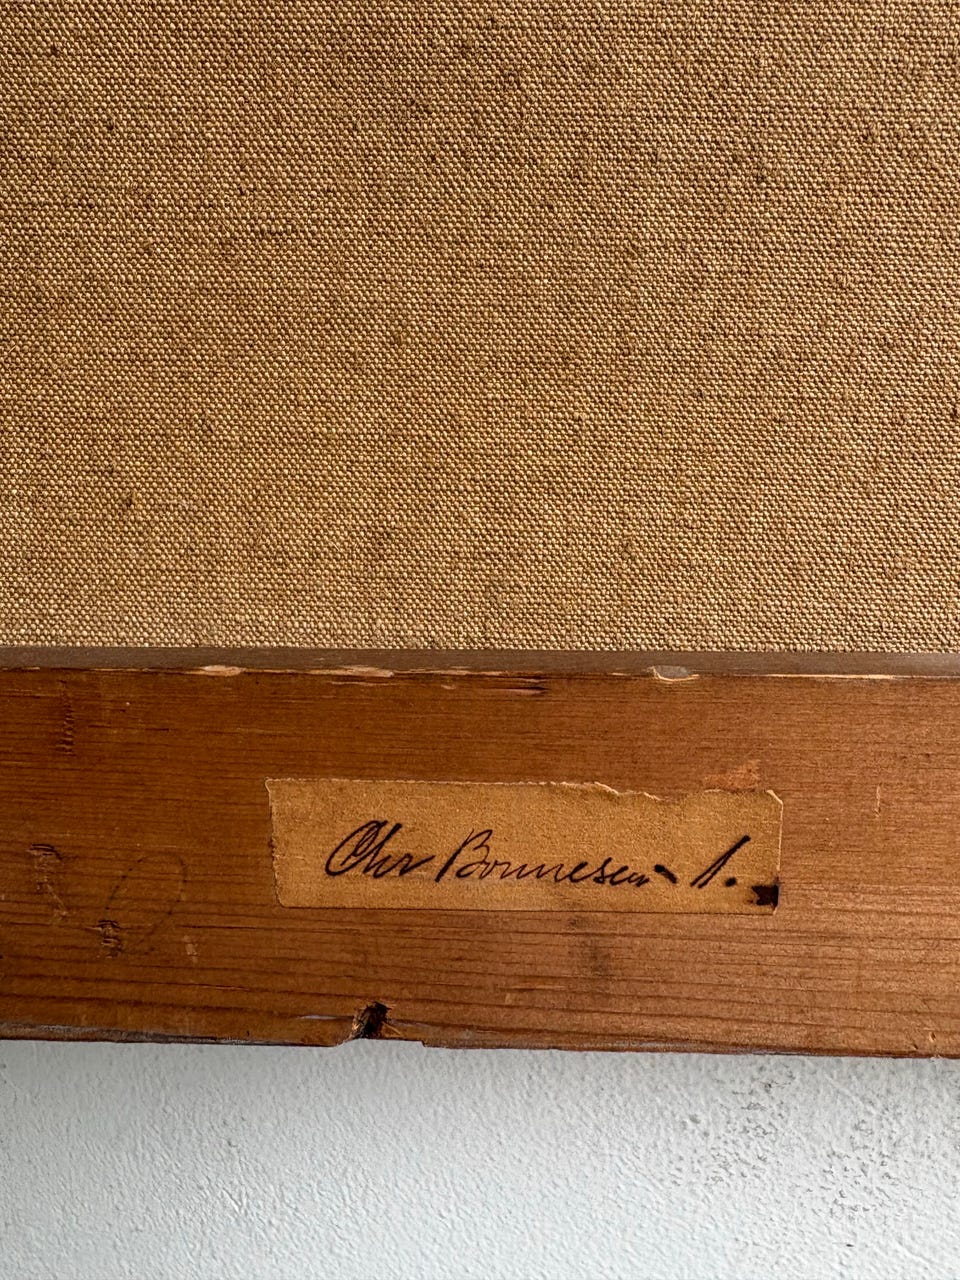 Chr Bonnesen - 1.